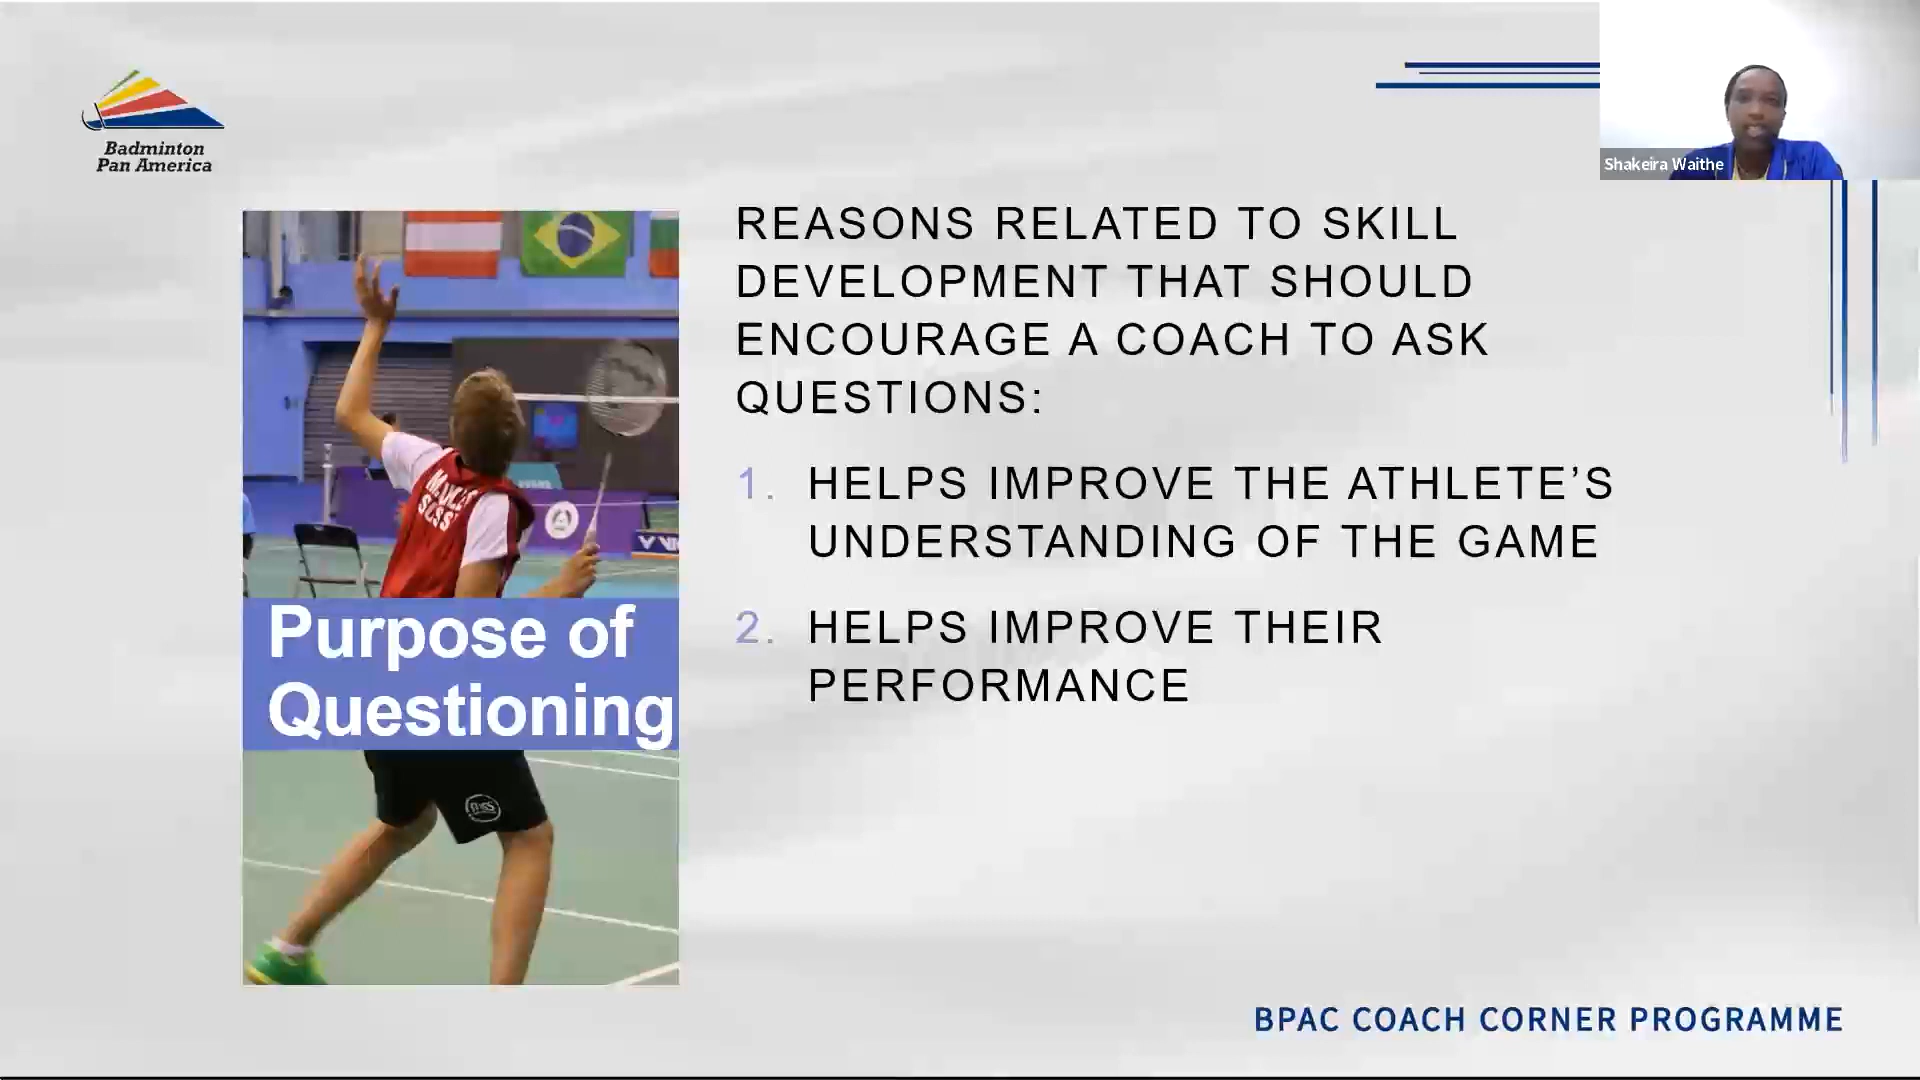 Badminton
Pan America
Shakeira Waithe
REASONS RELATED TO SKILL
DEVELOPMENT THAT SHOULD
ENCOURAGE A COACH TO ASK
QUESTIONS:
1. HELPS IMPROVE THE ATHLETE’S
UNDERSTANDING OF THE GAME
2. HELPS IMPROVE THEIR
PERFORMANCE
Purpose of
Questioning
BPAC COACH CORNER PROGRAMME